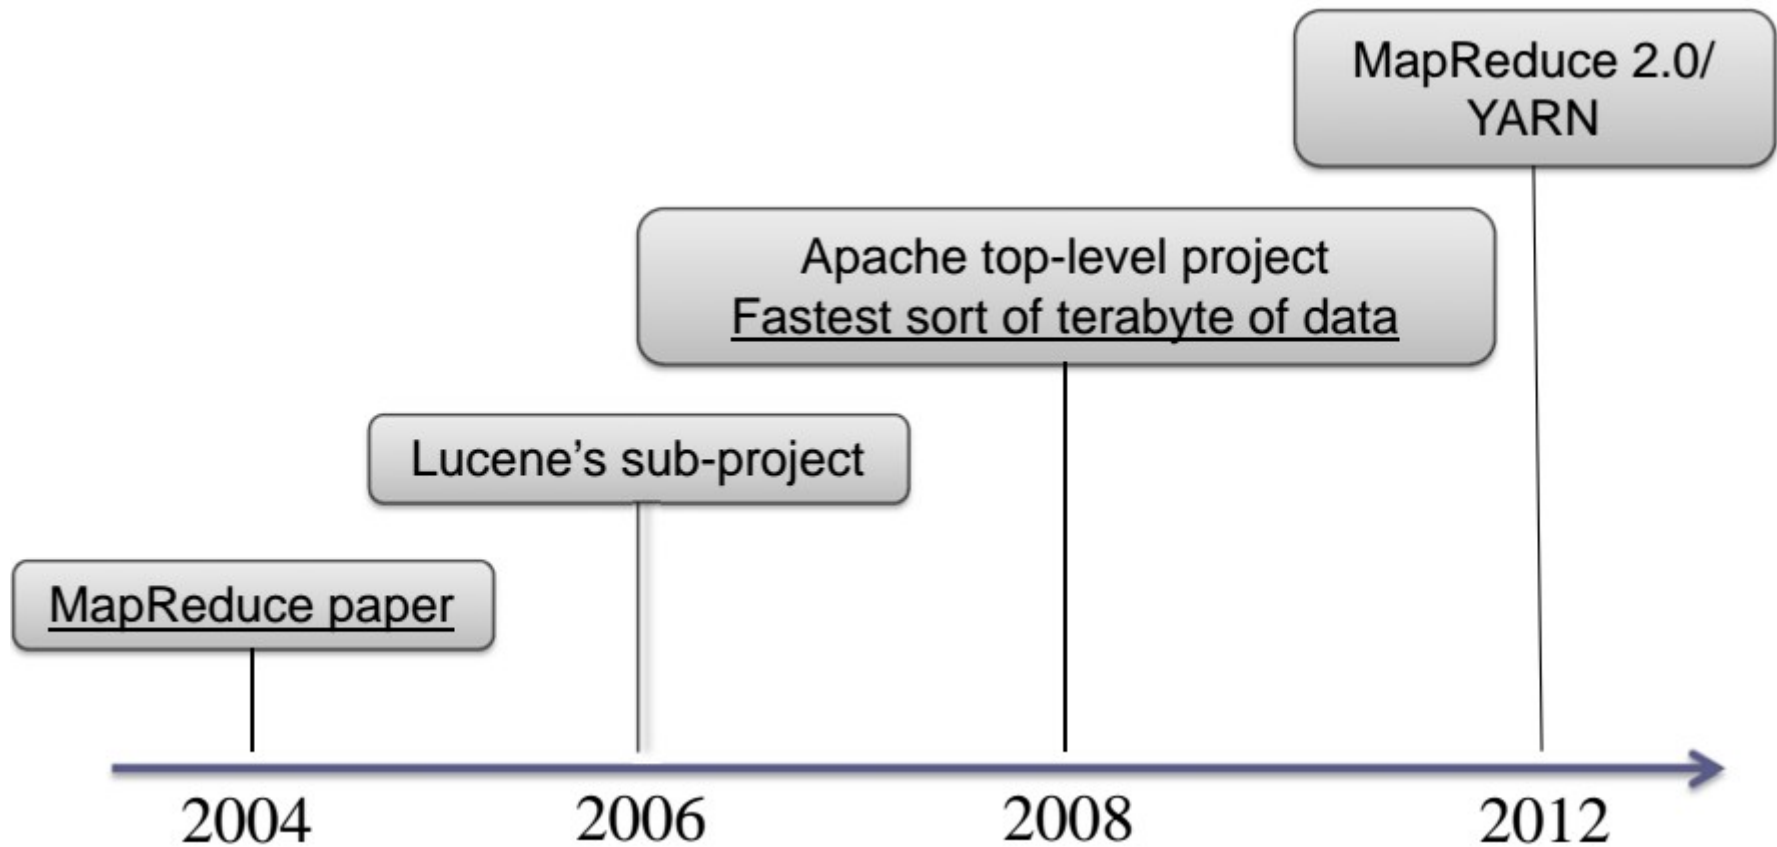 MapReduce 2.0/
YARN
Apache top-level project
Fastest sort of terabyte of data
Lucene’s sub-project
MapReduce paper
2004
2006
2008
2012